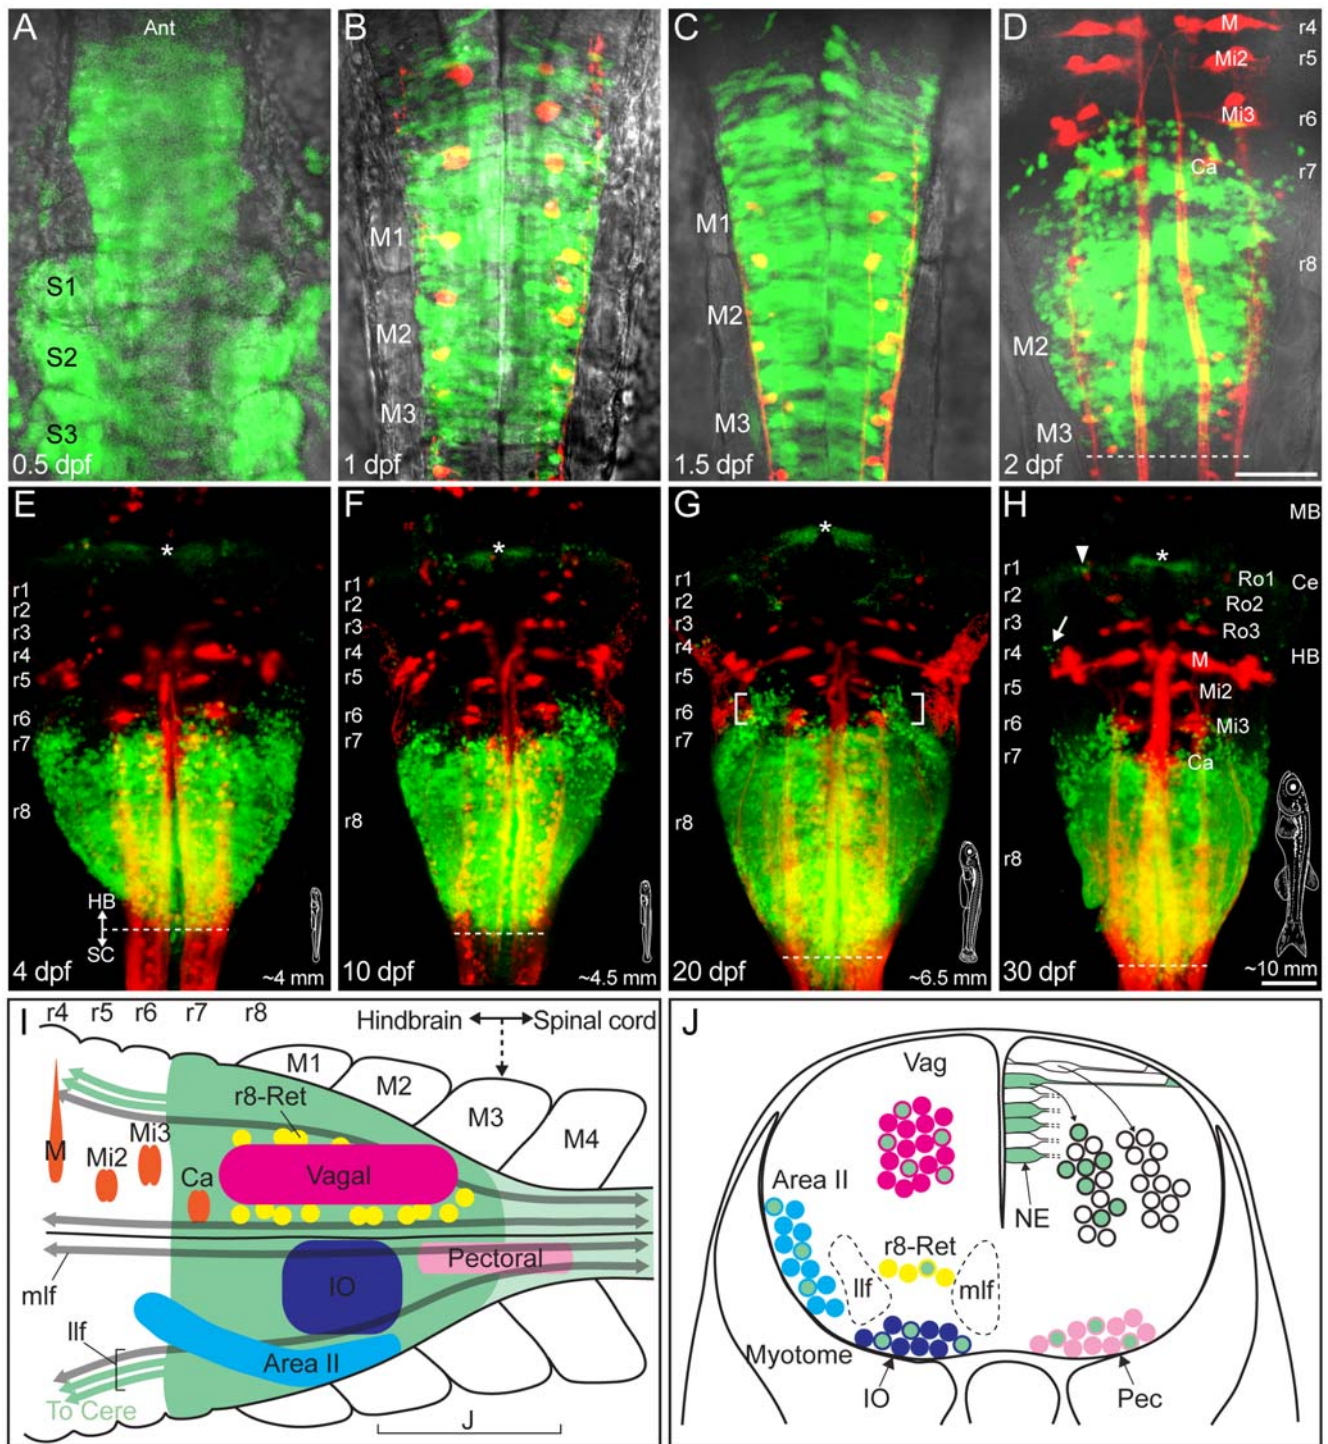 A
Ant
S1
S2
S3
0.5 dpf
B
M1
M2
M3
1 dpf
C
M1
M2
M3
1.5 dpf
D
M
r4
Mi2
r5
Mi3
r6
Ca
r7
r8
M2
M3
2 dpf
E
*
r1
r2
r3
r4
r5
r6
r7
r8
HB
SC
4 dpf
~4 mm
F
*
r1
r2
r3
r4
r5
r6
r7
r8
10 dpf
~4.5 mm
G
*
r1
r2
r3
r4
r5
r6
r7
r8
20 dpf
~6.5 mm
H
MB
*
r1
Ro1
Ce
r2
Ro2
r3
Ro3
r4
M
HB
r5
Mi2
r6
Mi3
r7
Ca
r8
30 dpf
~10 mm
I
r4 r5 r6 r7 r8
Hindbrain Spinal cord
M1
M2
M3
M4
r8-Ret
Mi3
Mi2
M
Ca
Vagal
Pectoral
IO
mlf
llf
Area II
To Cere
J
J
Vag
Area II
NE
r8-Ret
llf
mlf
Myotome
IO
Pec